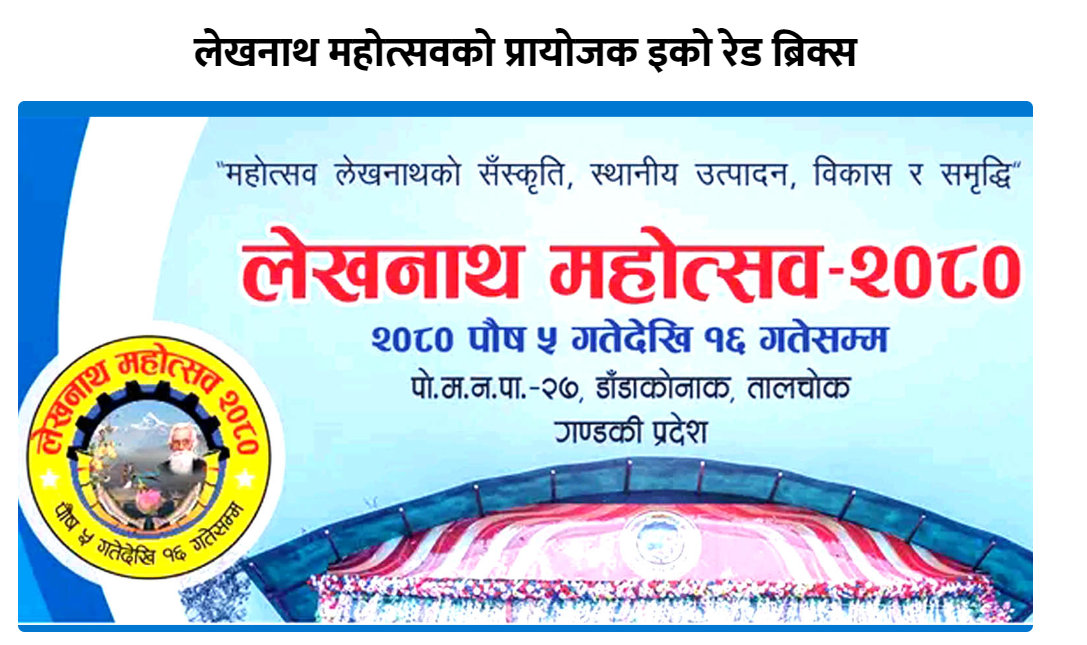 लेखनाथ महोत्सवको प्रायोजक इको रेड ब्रिक्स
"महोत्सव लेखनाथको सँस्कृति, स्थानीय उत्पादन, विकास र समृद्धि"
लेखनाथ महोत्सव-२०८०
२०८० पौष ५ गतेदेखि १६ गतेसम्म
पो.म.न.पा.-२७, डाँडाकोनाक, तालचोक
गण्डकी प्रदेश
लेखनाथ महोत्सव २०८०
पौष ५ गतेदेखि १६ गतेसम्म